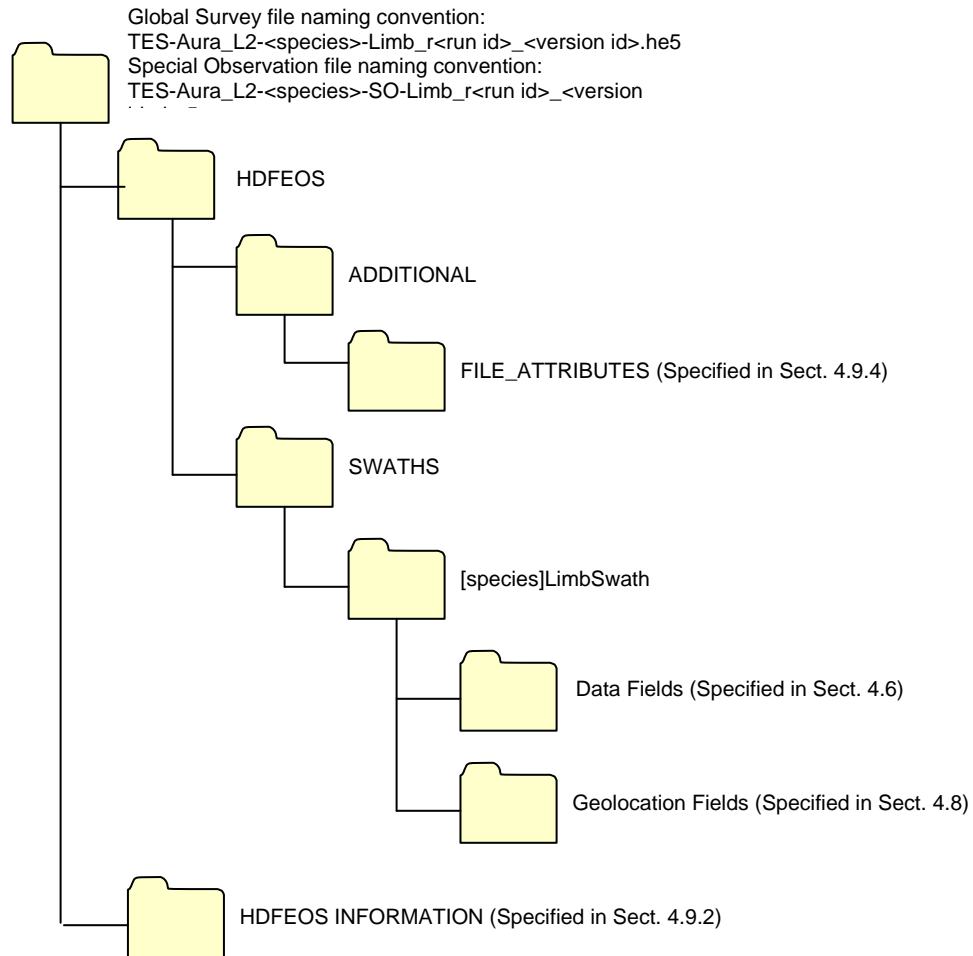 Global Survey file naming convention:
TES-Aura_L2-<species>-Limb_r<run id>_<version id>.he5
Special Observation file naming convention:
TES-Aura_L2-<species>-SO-Limb_r<run id>_<version
HDFEOS
ADDITIONAL
FILE_ATTRIBUTES (Specified in Sect. 4.9.4)
SWATHS
[species]LimbSwath
Data Fields (Specified in Sect. 4.6)
Geolocation Fields (Specified in Sect. 4.8)
HDFEOS INFORMATION (Specified in Sect. 4.9.2)